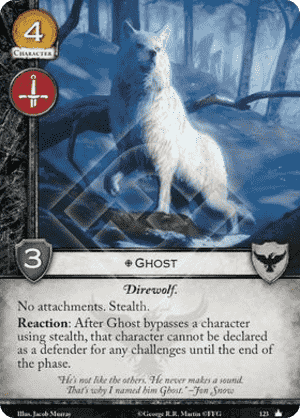 4
CHARACTER
3
GHOST
Direwolf.
No attachments. Stealth.
Reaction: After Ghost bypasses a character
using stealth, that character cannot be declared
as a defender for any challenges until the end of
the phase.
"He's not like the others. He never makes a sound.
That's why I named him Ghost." –Jon Snow
Illus. Jacob Murray
©George R.R. Martin ©FFG
123